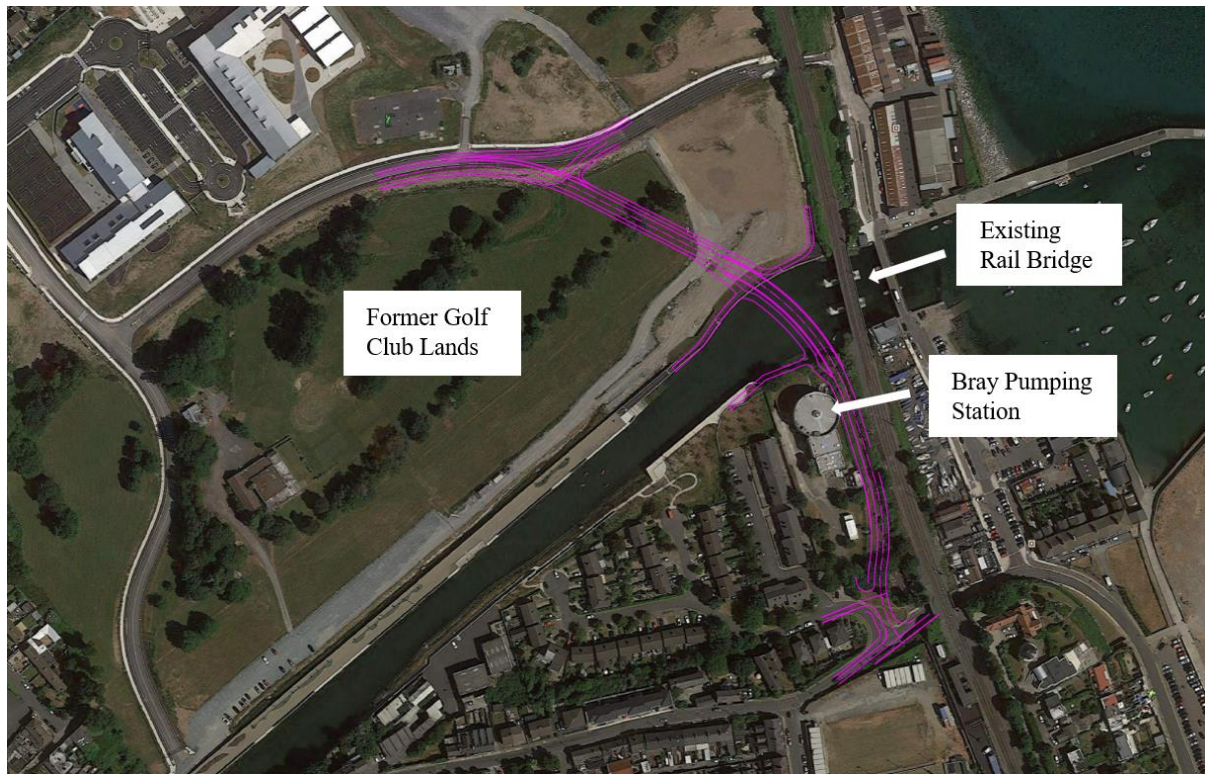 Existing
Rail Bridge
Former Golf
Club Lands
Bray Pumping
Station